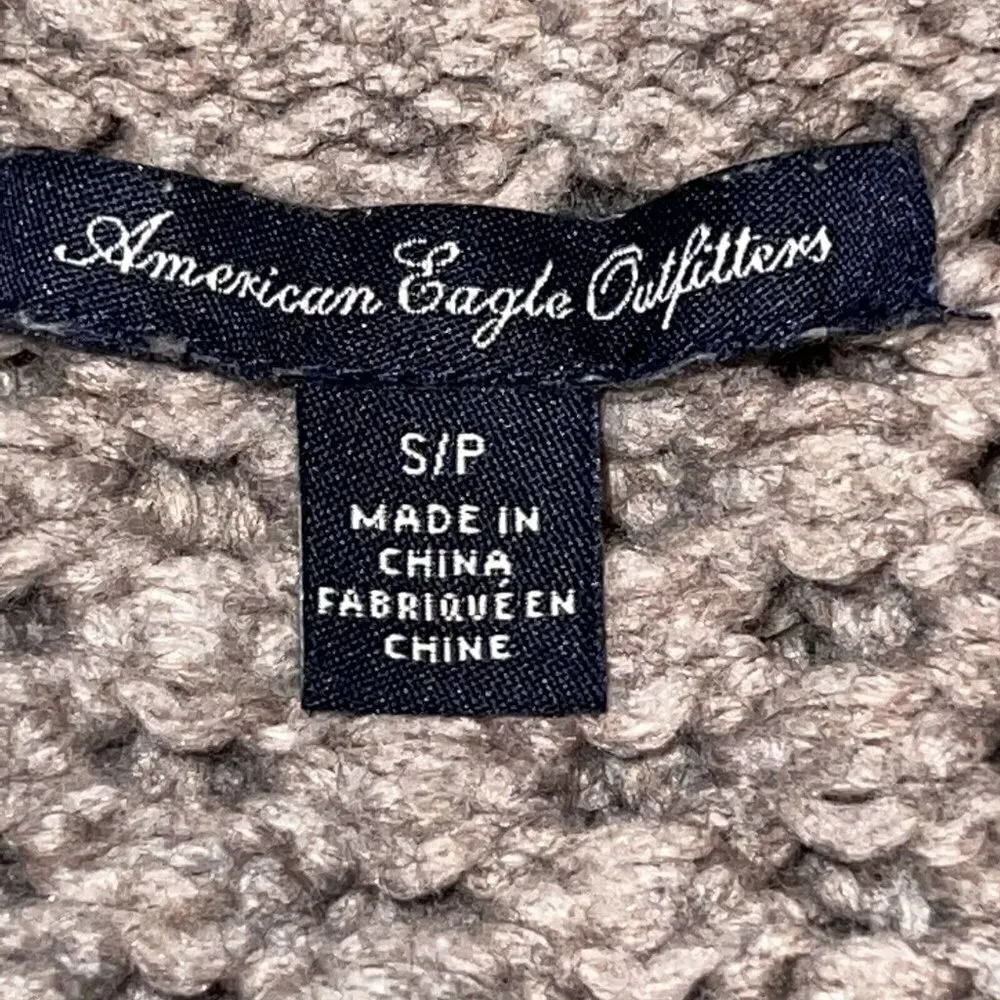 American Eagle Outfitters
S/P
MADE IN
CHINA
FABRIQUÉ EN
CHINE